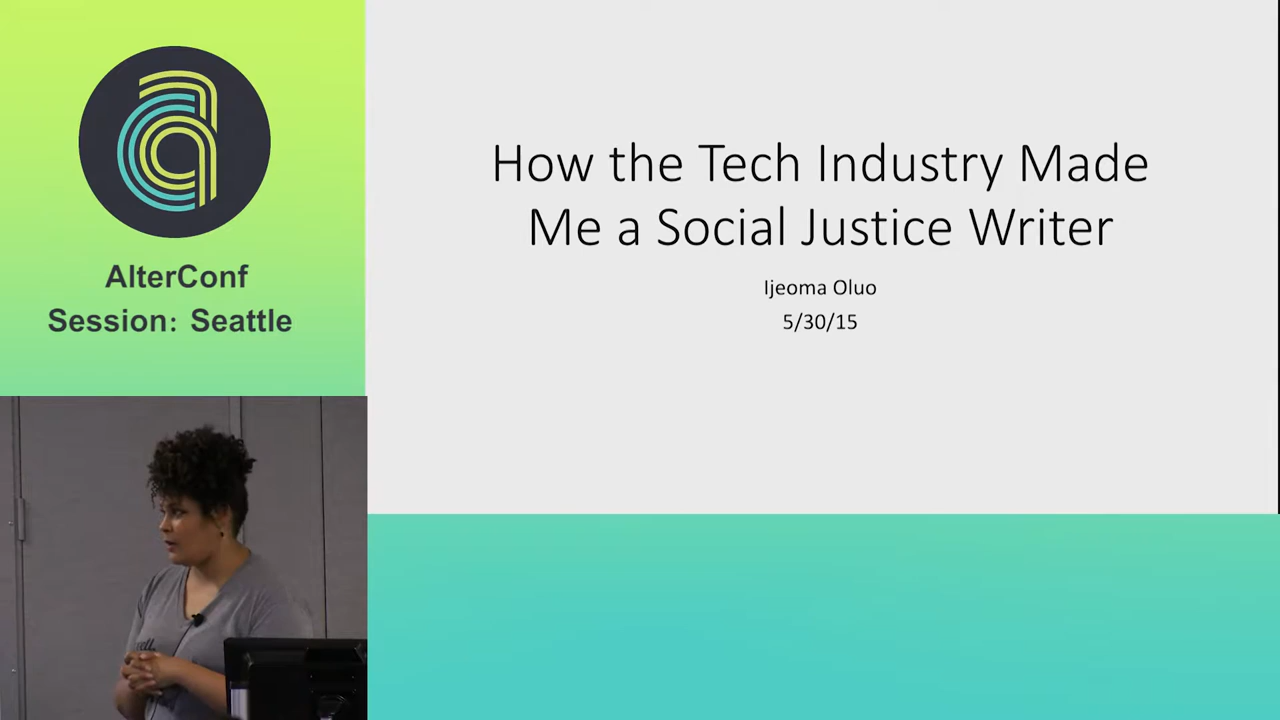 AlterConf
Session: Seattle
How the Tech Industry Made
Me a Social Justice Writer
Ijeoma Oluo
5/30/15